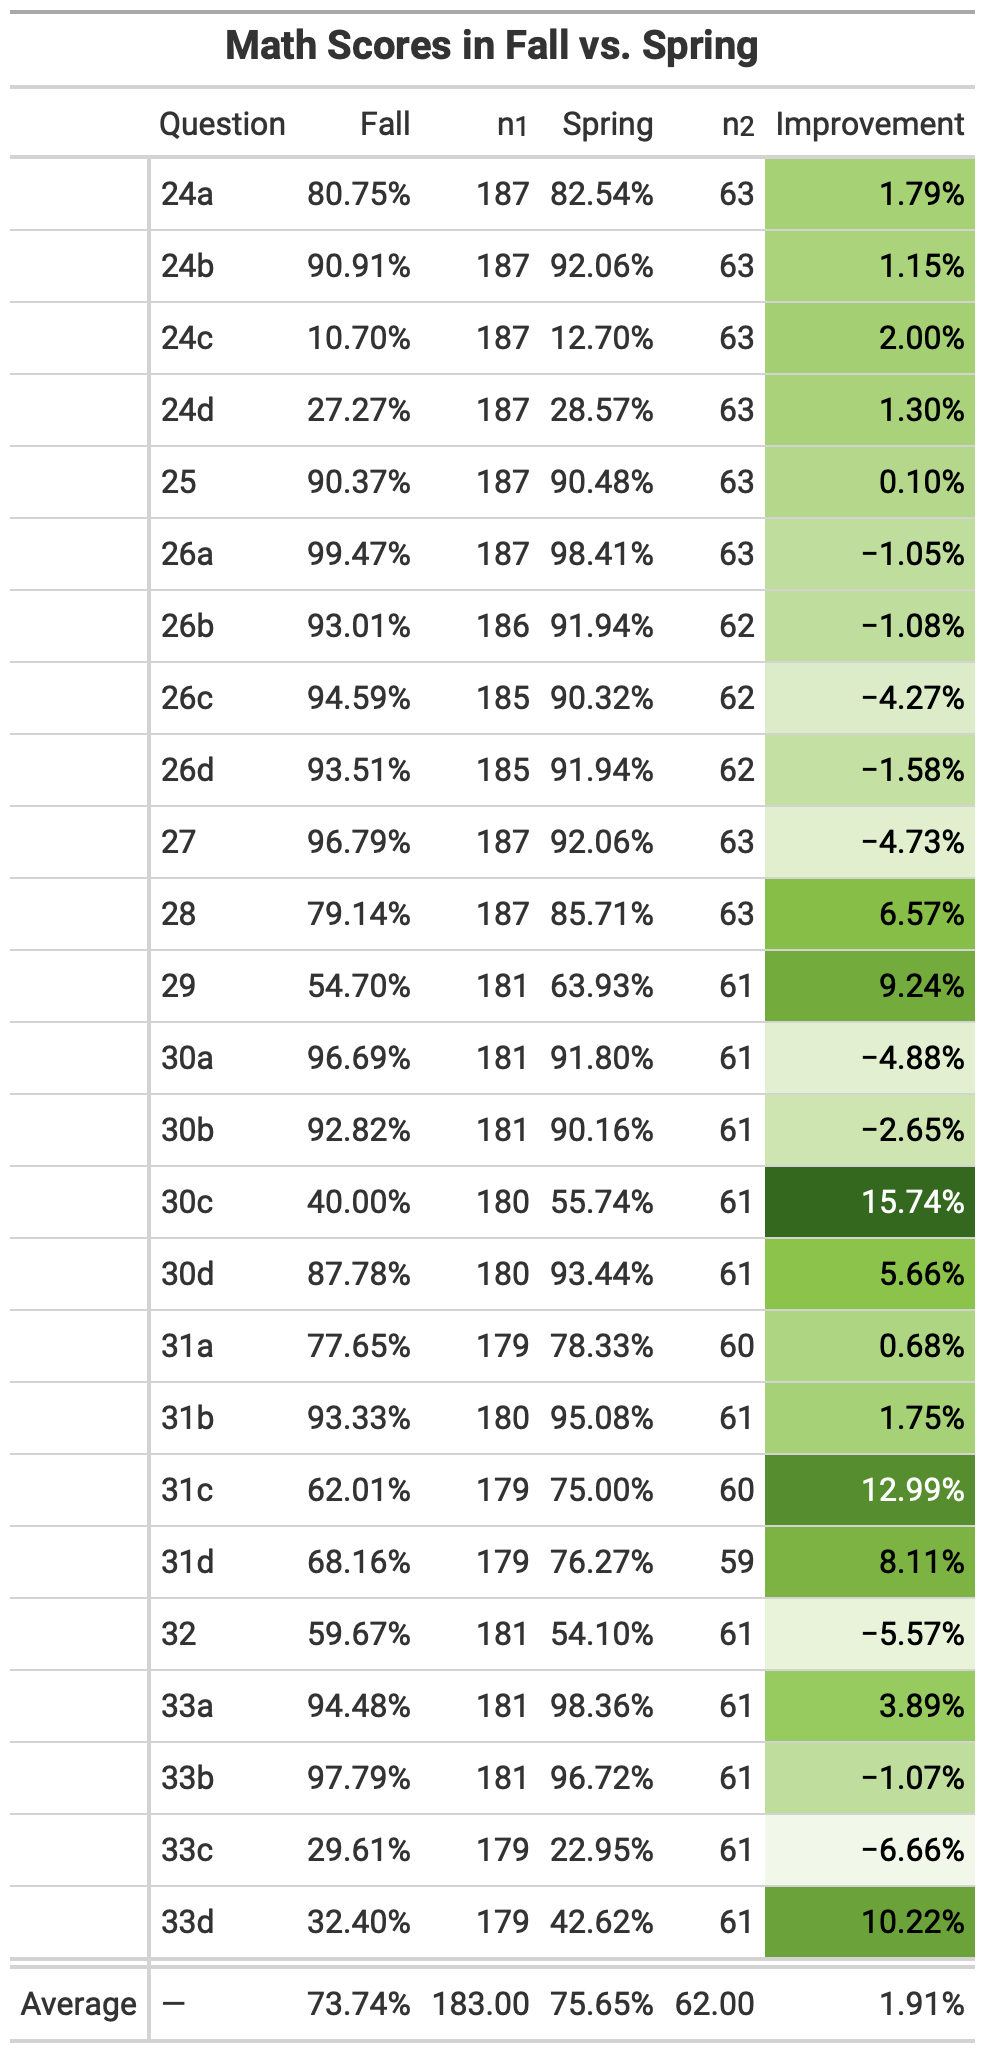 Math Scores in Fall vs. Spring
Question Fall n1 Spring n2 Improvement
24a 80.75% 187 82.54% 63 1.79%
24b 90.91% 187 92.06% 63 1.15%
24c 10.70% 187 12.70% 63 2.00%
24d 27.27% 187 28.57% 63 1.30%
25 90.37% 187 90.48% 63 0.10%
26a 99.47% 187 98.41% 63 −1.05%
26b 93.01% 186 91.94% 62 −1.08%
26c 94.59% 185 90.32% 62 −4.27%
26d 93.51% 185 91.94% 62 −1.58%
27 96.79% 187 92.06% 63 −4.73%
28 79.14% 187 85.71% 63 6.57%
29 54.70% 181 63.93% 61 9.24%
30a 96.69% 181 91.80% 61 −4.88%
30b 92.82% 181 90.16% 61 −2.65%
30c 40.00% 180 55.74% 61 15.74%
30d 87.78% 180 93.44% 61 5.66%
31a 77.65% 179 78.33% 60 0.68%
31b 93.33% 180 95.08% 61 1.75%
31c 62.01% 179 75.00% 60 12.99%
31d 68.16% 179 76.27% 59 8.11%
32 59.67% 181 54.10% 61 −5.57%
33a 94.48% 181 98.36% 61 3.89%
33b 97.79% 181 96.72% 61 −1.07%
33c 29.61% 179 22.95% 61 −6.66%
33d 32.40% 179 42.62% 61 10.22%
Average — 73.74% 183.00 75.65% 62.00 1.91%